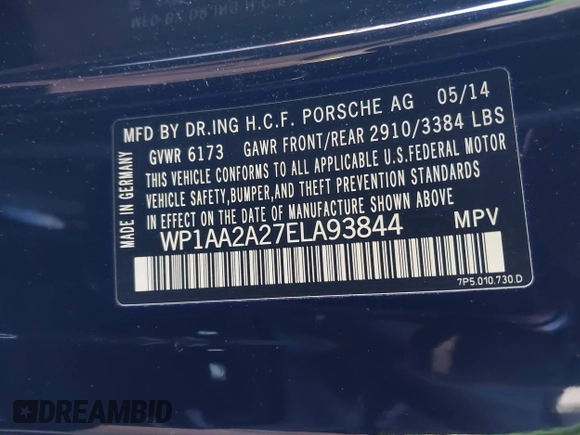 MFD BY DR.ING H.C.F. PORSCHE AG 05/14
GVWR 6173 GAWR FRONT/REAR 2910/3384 LBS
THIS VEHICLE CONFORMS TO ALL APPLICABLE U.S.FEDERAL MOTOR
VEHICLE SAFETY,BUMPER,AND THEFT PREVENTION STANDARDS
IN EFFECT ON THE DATE OF MANUFACTURE SHOWN ABOVE
WP1AA2A27ELA93844 MPV
MADE IN GERMANY
7P5.010.730.D
DREAMBID